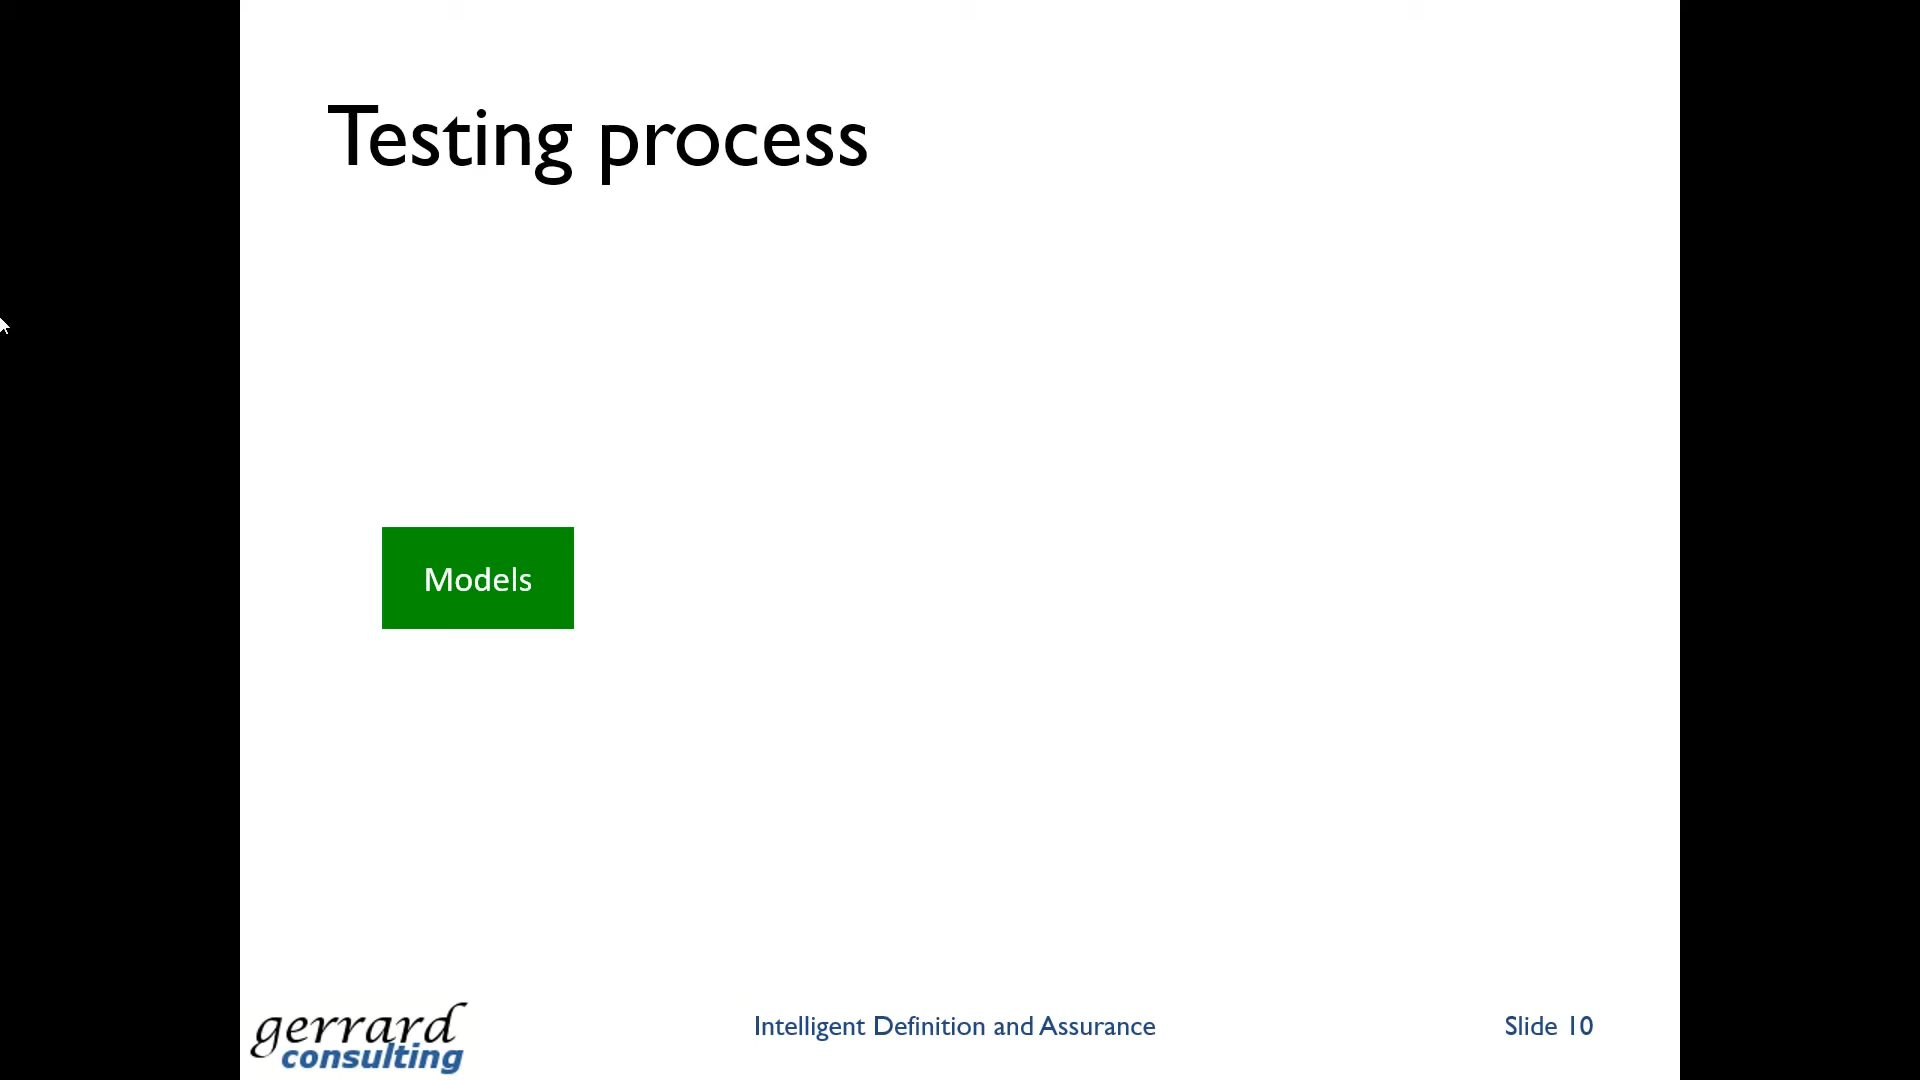 Testing process
Models
gerrard
consulting
Intelligent Definition and Assurance
Slide 10